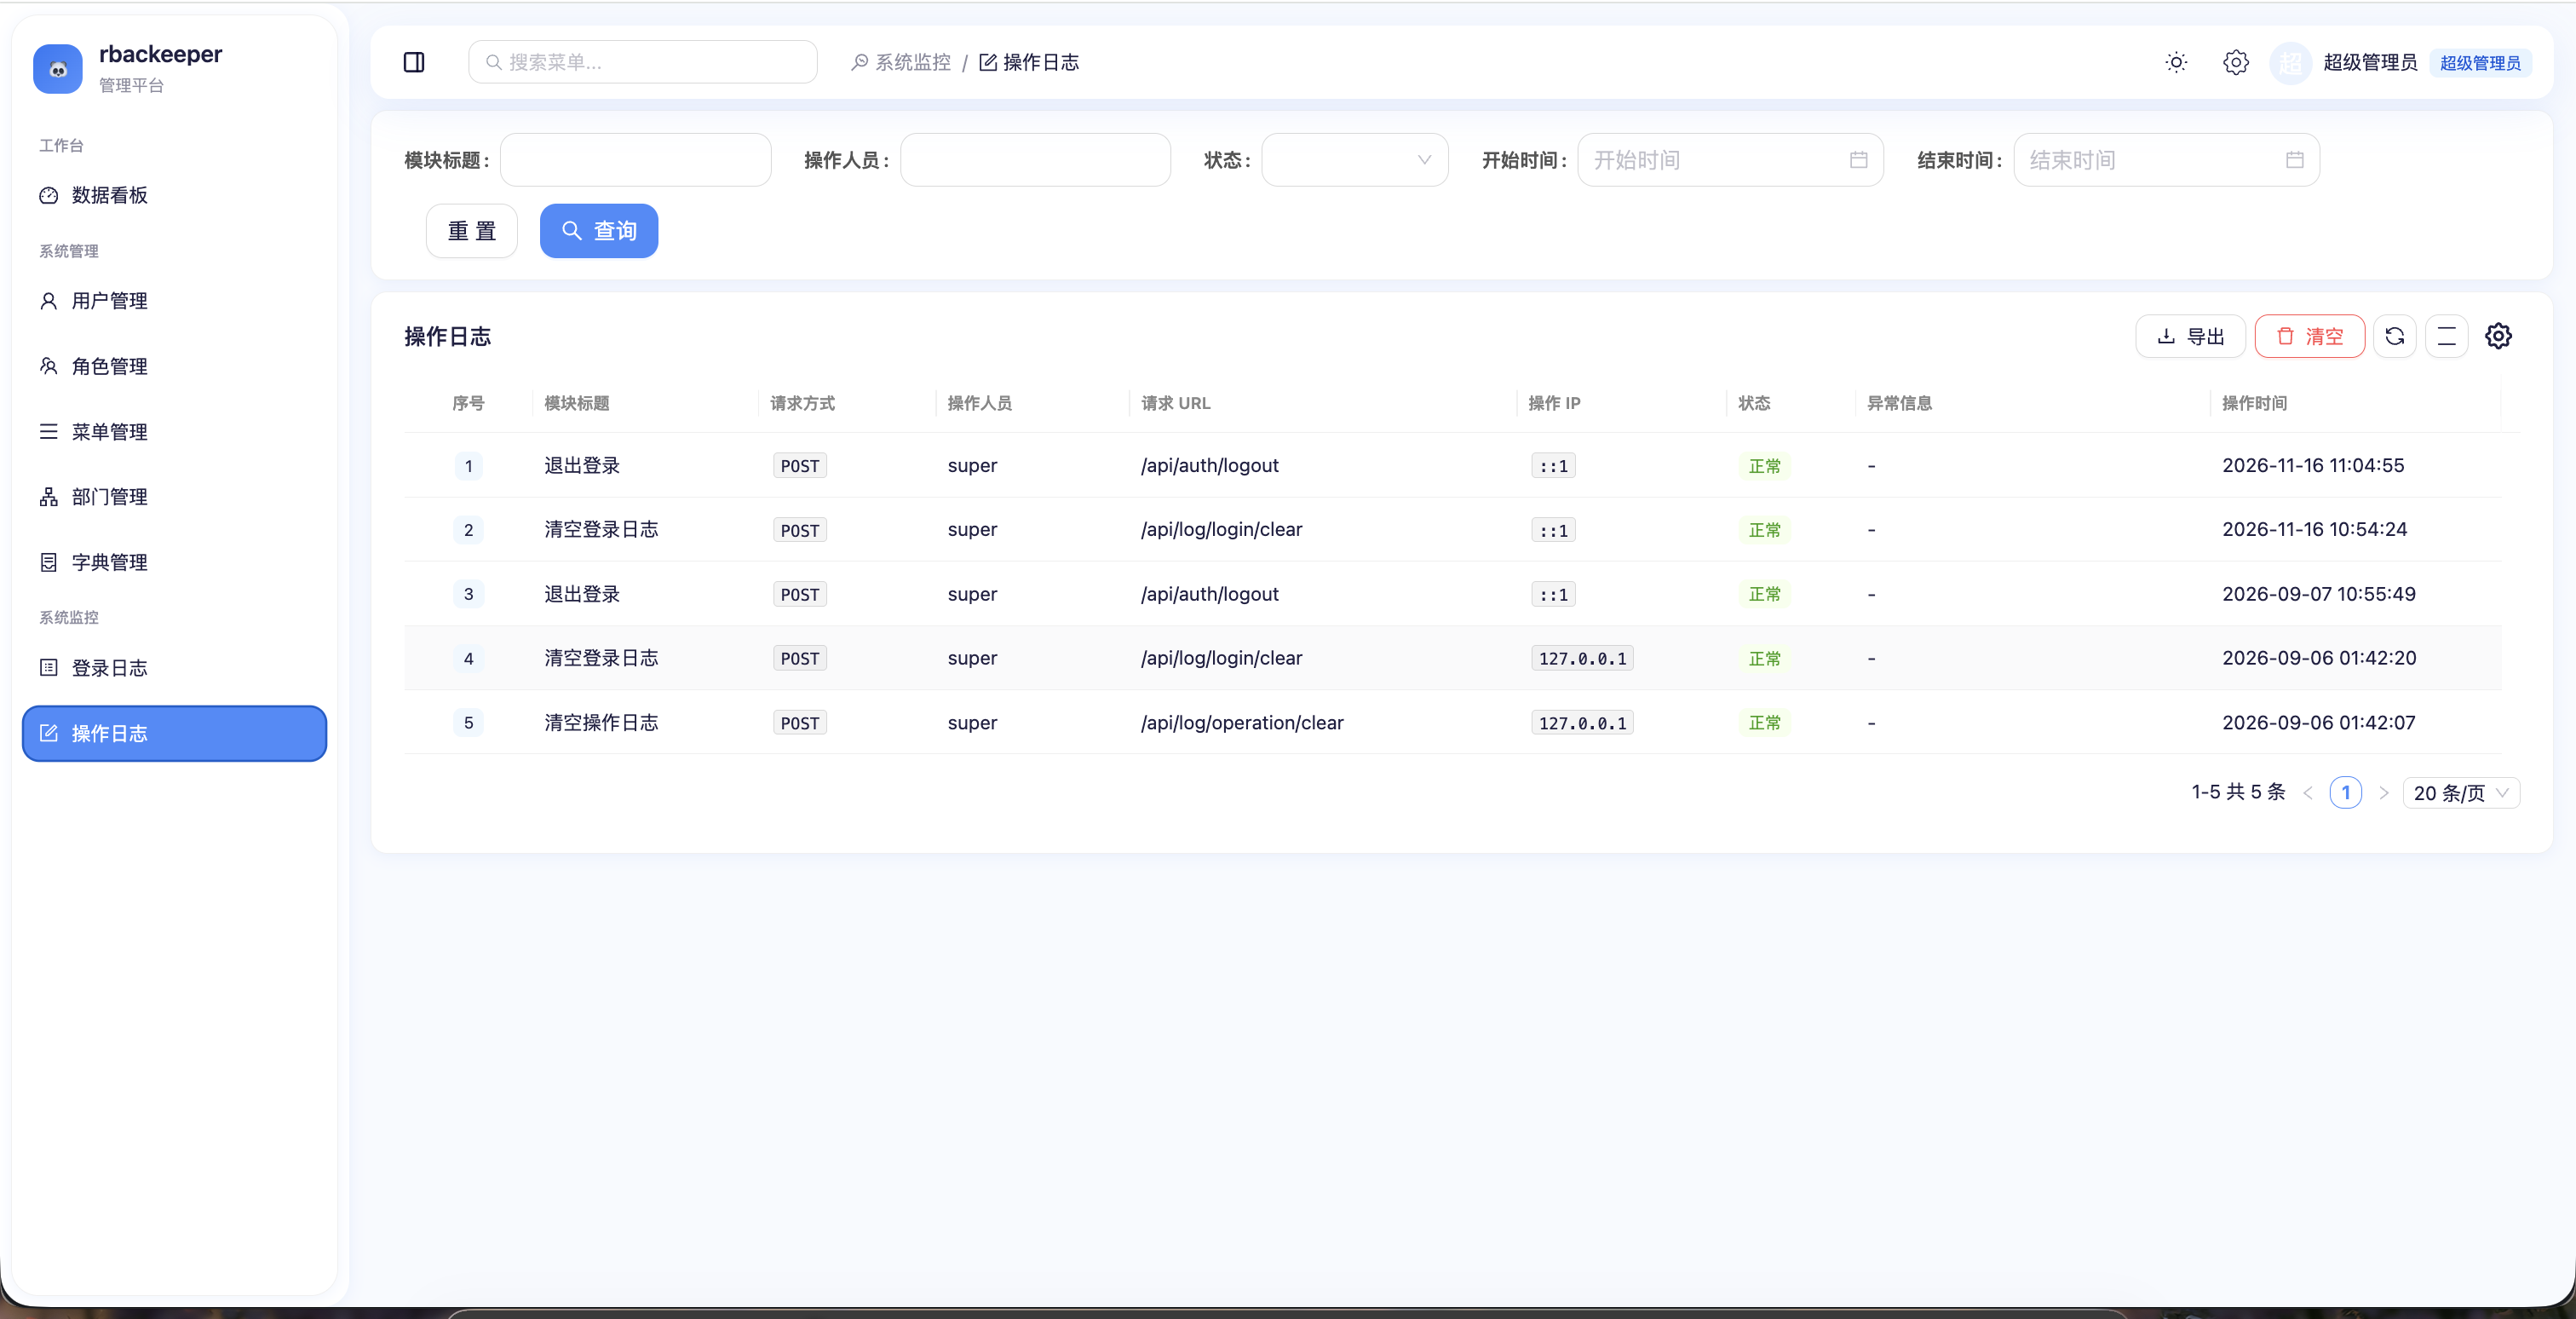 rbackeeper
管理平台
工作台
数据看板
系统管理
用户管理
角色管理
菜单管理
部门管理
字典管理
系统监控
登录日志
操作日志
搜索菜单...
系统监控 / 操作日志
超 超级管理员 超级管理员
模块标题: 操作人员: 状态: 开始时间: 开始时间 结束时间: 结束时间
重 置 查询
操作日志 导出 清空
序号 模块标题 请求方式 操作人员 请求 URL 操作 IP 状态 异常信息 操作时间
1 退出登录 POST super /api/auth/logout ::1 正常 - 2026-11-16 11:04:55
2 清空登录日志 POST super /api/log/login/clear ::1 正常 - 2026-11-16 10:54:24
3 退出登录 POST super /api/auth/logout ::1 正常 - 2026-09-07 10:55:49
4 清空登录日志 POST super /api/log/login/clear 127.0.0.1 正常 - 2026-09-06 01:42:20
5 清空操作日志 POST super /api/log/operation/clear 127.0.0.1 正常 - 2026-09-06 01:42:07
1-5 共 5 条 1 20 条/页